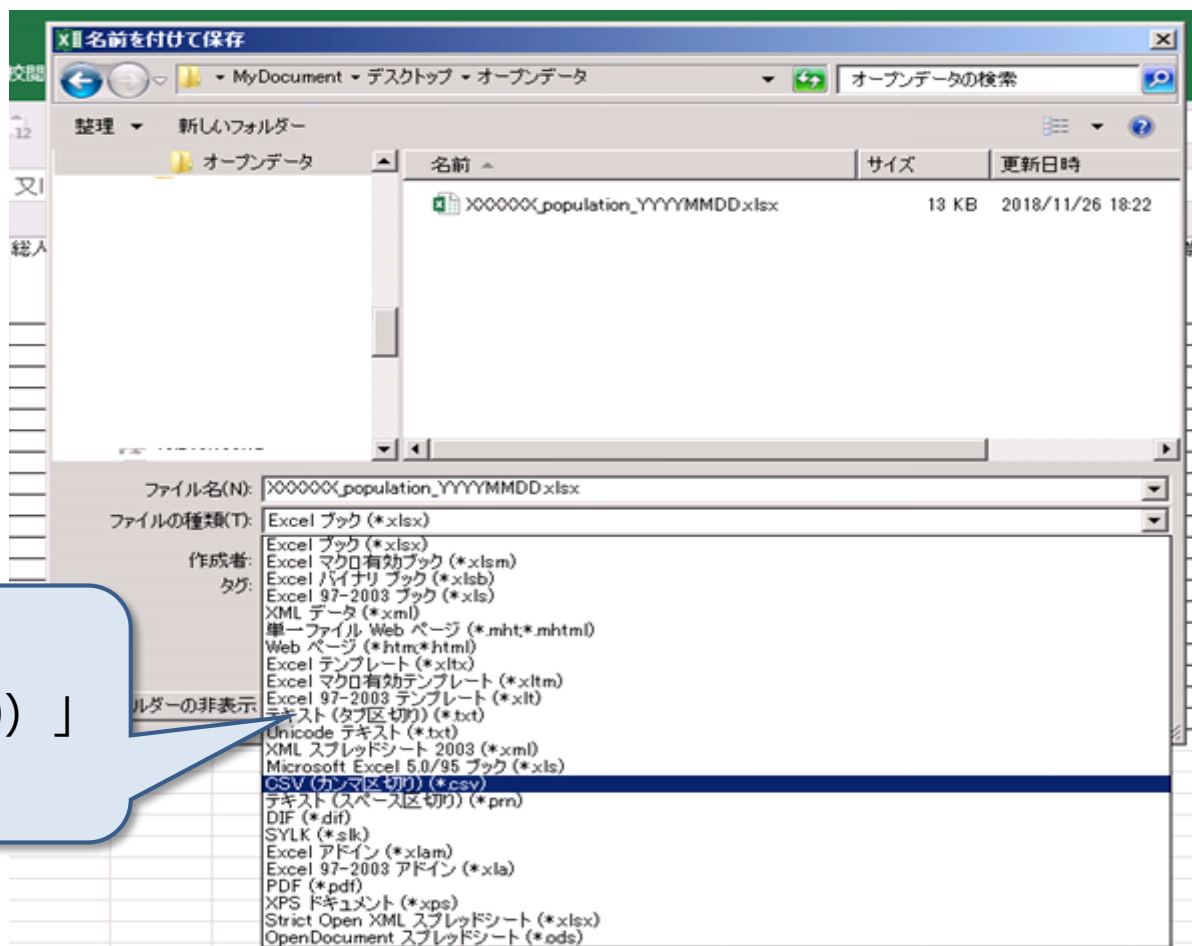 名前を付けて保存
校閲
MyDocument デスクトップ オープンデータ
オープンデータの検索
12
整理 新しいフォルダー
オープンデータ
名前 サイズ 更新日時
XXXXXX_population_YYYYMMDD.xlsx 13 KB 2018/11/26 18:22
総人
ファイル名(N): XXXXXX_population_YYYYMMDD.xlsx
ファイルの種類(T): Excel ブック (*.xlsx)
作成者:
タグ:
Excel ブック (*.xlsx)
Excel マクロ有効ブック (*.xlsm)
Excel バイナリ ブック (*.xlsb)
Excel 97-2003 ブック (*.xls)
XML データ (*.xml)
単一ファイル Web ページ (*.mht;*.mhtml)
Web ページ (*.htm;*.html)
Excel テンプレート (*.xltx)
Excel マクロ有効テンプレート (*.xltm)
Excel 97-2003 テンプレート (*.xlt)
テキスト (タブ区切り) (*.txt)
Unicode テキスト (*.txt)
XML スプレッドシート 2003 (*.xml)
Microsoft Excel 5.0/95 ブック (*.xls)
CSV (カンマ区切り) (*.csv)
テキスト (スペース区切り) (*.prn)
DIF (*.dif)
SYLK (*.slk)
Excel アドイン (*.xlam)
Excel 97-2003 アドイン (*.xla)
PDF (*.pdf)
XPS ドキュメント (*.xps)
Strict Open XML スプレッドシート (*.xlsx)
OpenDocument スプレッドシート (*.ods)
ルダーの非表示
)」